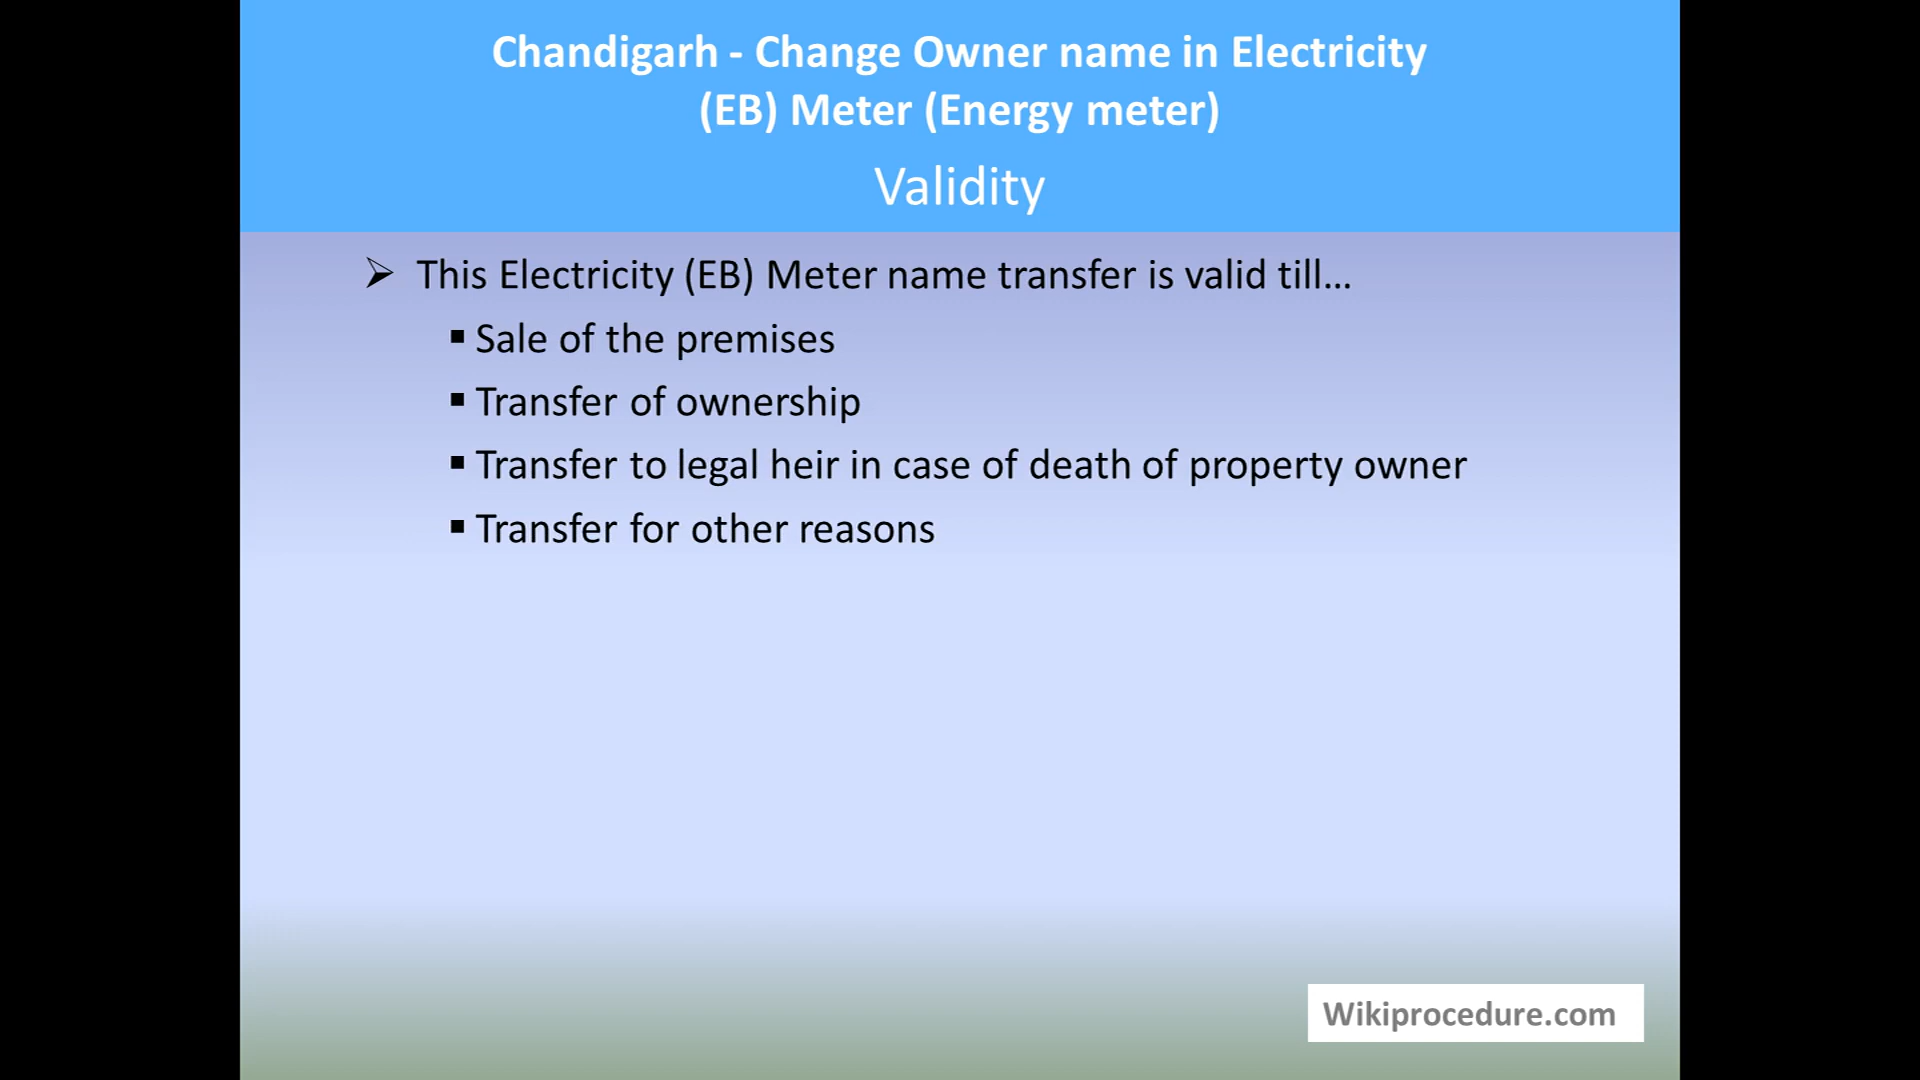 Chandigarh - Change Owner name in Electricity
(EB) Meter (Energy meter)
Validity
➢ This Electricity (EB) Meter name transfer is valid till…
▪ Sale of the premises
▪ Transfer of ownership
▪ Transfer to legal heir in case of death of property owner
▪ Transfer for other reasons
Wikiprocedure.com